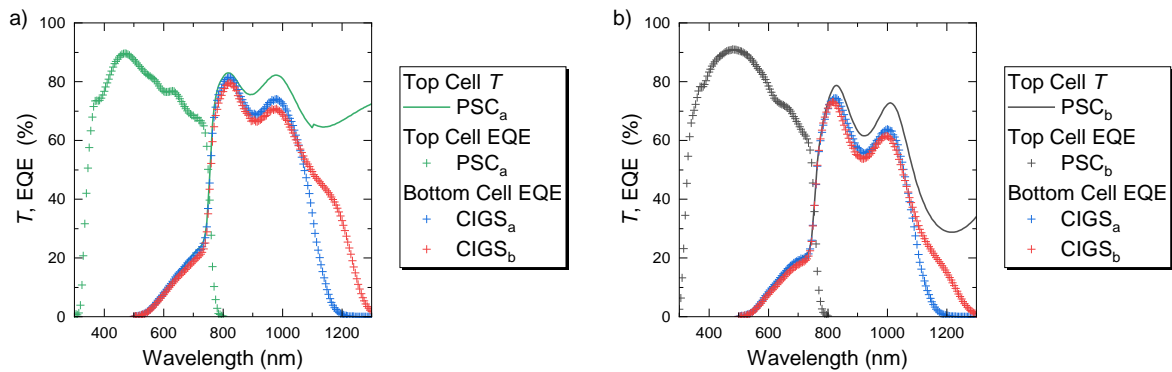 a)
100
80
60
40
20
0
T, EQE (%)
400 600 800 1000 1200
Wavelength (nm)
Top Cell T
PSCa
Top Cell EQE
PSCa
Bottom Cell EQE
CIGSa
CIGSb
b)
100
80
60
40
20
0
T, EQE (%)
400 600 800 1000 1200
Wavelength (nm)
Top Cell T
PSCb
Top Cell EQE
PSCb
Bottom Cell EQE
CIGSa
CIGSb